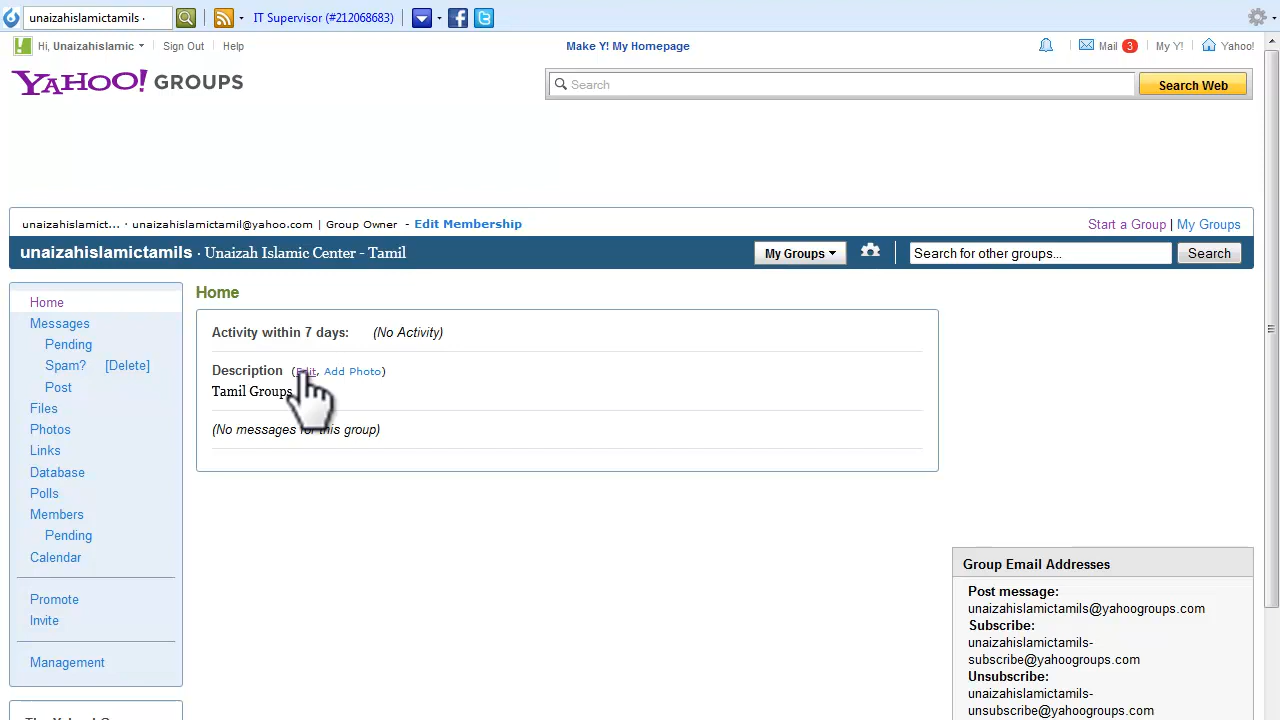 unaizahislamictamils · IT Supervisor (#212068683)
Hi, Unaizahislamic Sign Out Help Make Y! My Homepage Mail 3 My Y! Yahoo!
YAHOO! GROUPS Search Search Web
unaizahislamict... · unaizahislamictamil@yahoo.com | Group Owner - Edit Membership Start a Group | My Groups
unaizahislamictamils · Unaizah Islamic Center - Tamil My Groups Search for other groups... Search
Home
Messages
Pending
Spam? [Delete]
Post
Files
Photos
Links
Database
Polls
Members
Pending
Calendar
Promote
Invite
Management
Home
Activity within 7 days: (No Activity)
Description (Edit, Add Photo)
Tamil Groups
(No messages for this group)
Group Email Addresses
Post message:
unaizahislamictamils@yahoogroups.com
Subscribe:
unaizahislamictamils-
subscribe@yahoogroups.com
Unsubscribe:
unaizahislamictamils-
unsubscribe@yahoogroups.com